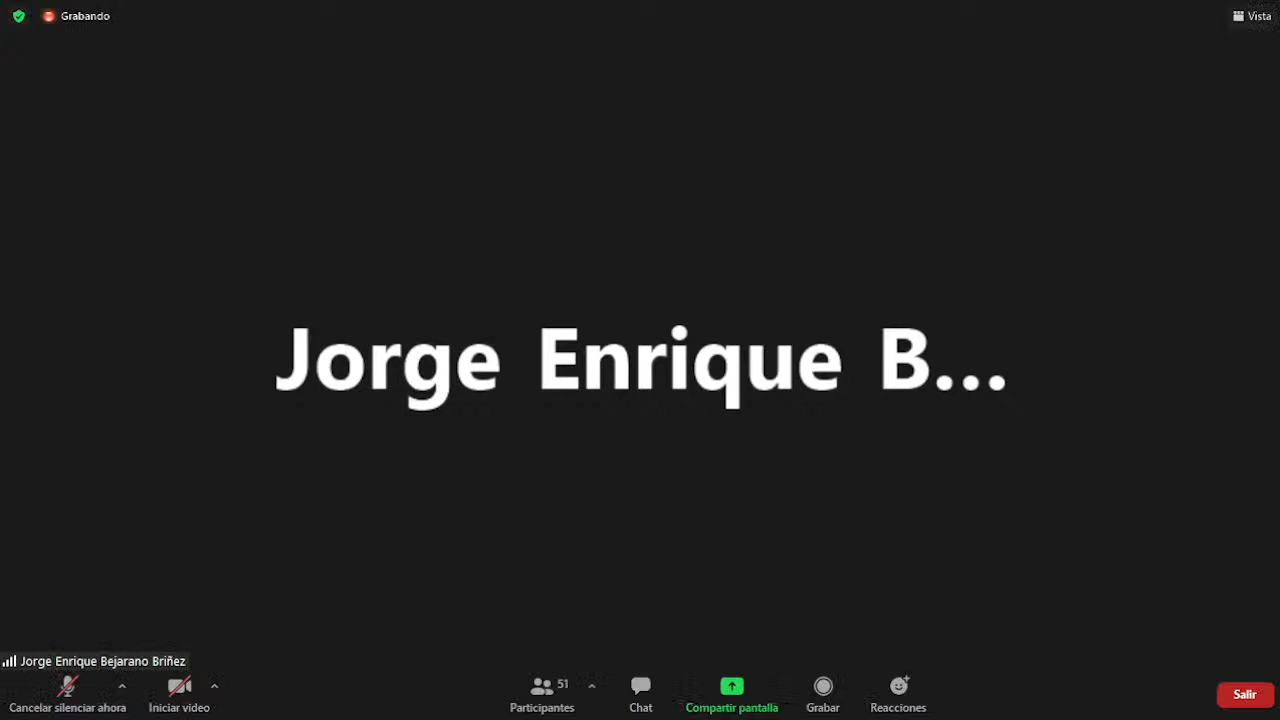 Grabando
Vista
Jorge Enrique B...
Jorge Enrique Bejarano Briñez
51
Cancelar silenciar ahora
Iniciar video
Participantes
Chat
Compartir pantalla
Grabar
Reacciones
Salir